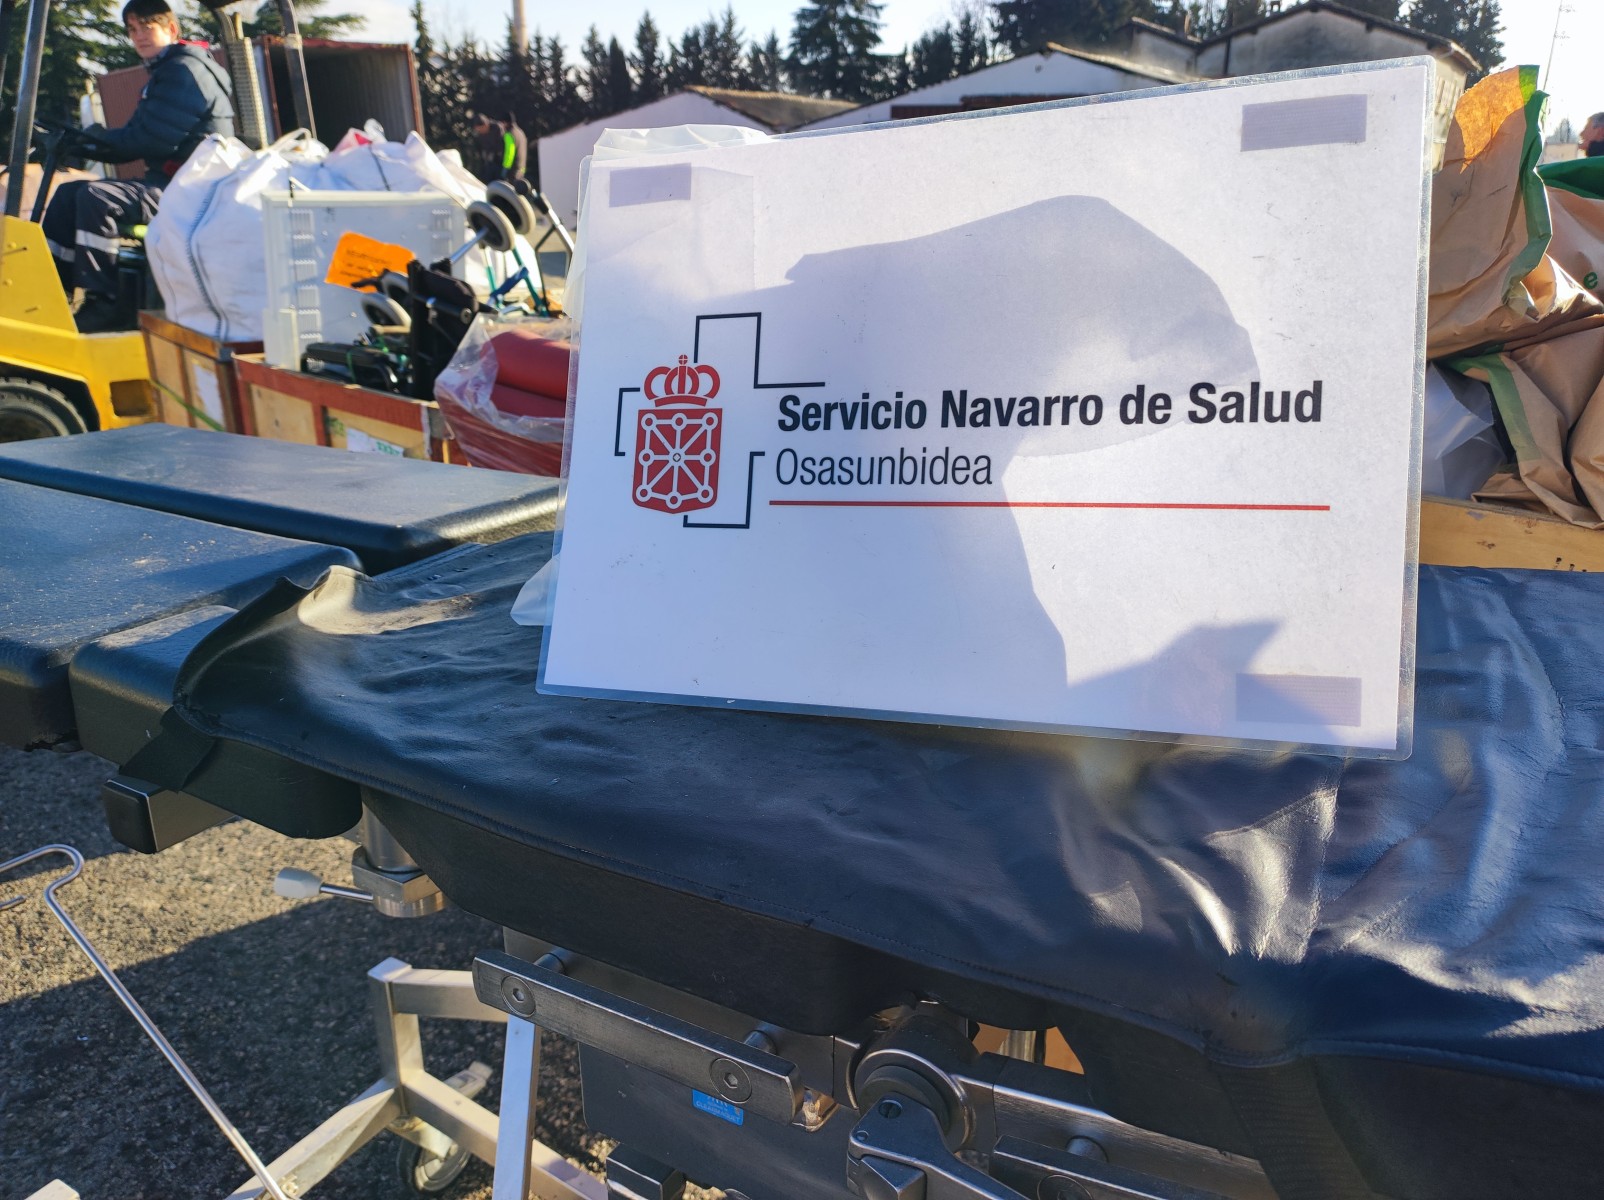 Servicio Navarro de Salud
Osasunbidea